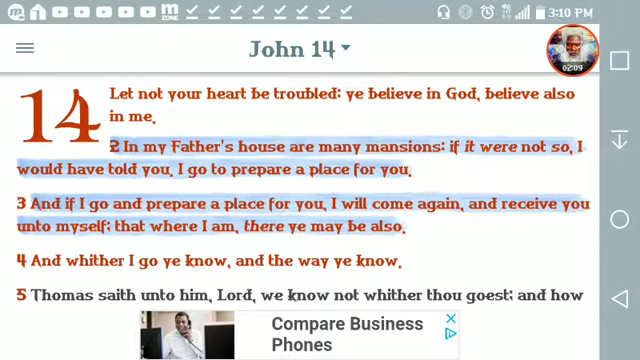 m
ZONE
4G
3:10 PM
John 14
02:09
14 Let not your heart be troubled: ye believe in God, believe also
in me.
2 In my Father's house are many mansions: if it were not so, I
would have told you. I go to prepare a place for you.
3 And if I go and prepare a place for you, I will come again, and receive you
unto myself; that where I am, there ye may be also.
4 And whither I go ye know, and the way ye know.
5 Thomas saith unto him, Lord, we know not whither thou goest; and how
Compare Business
Phones